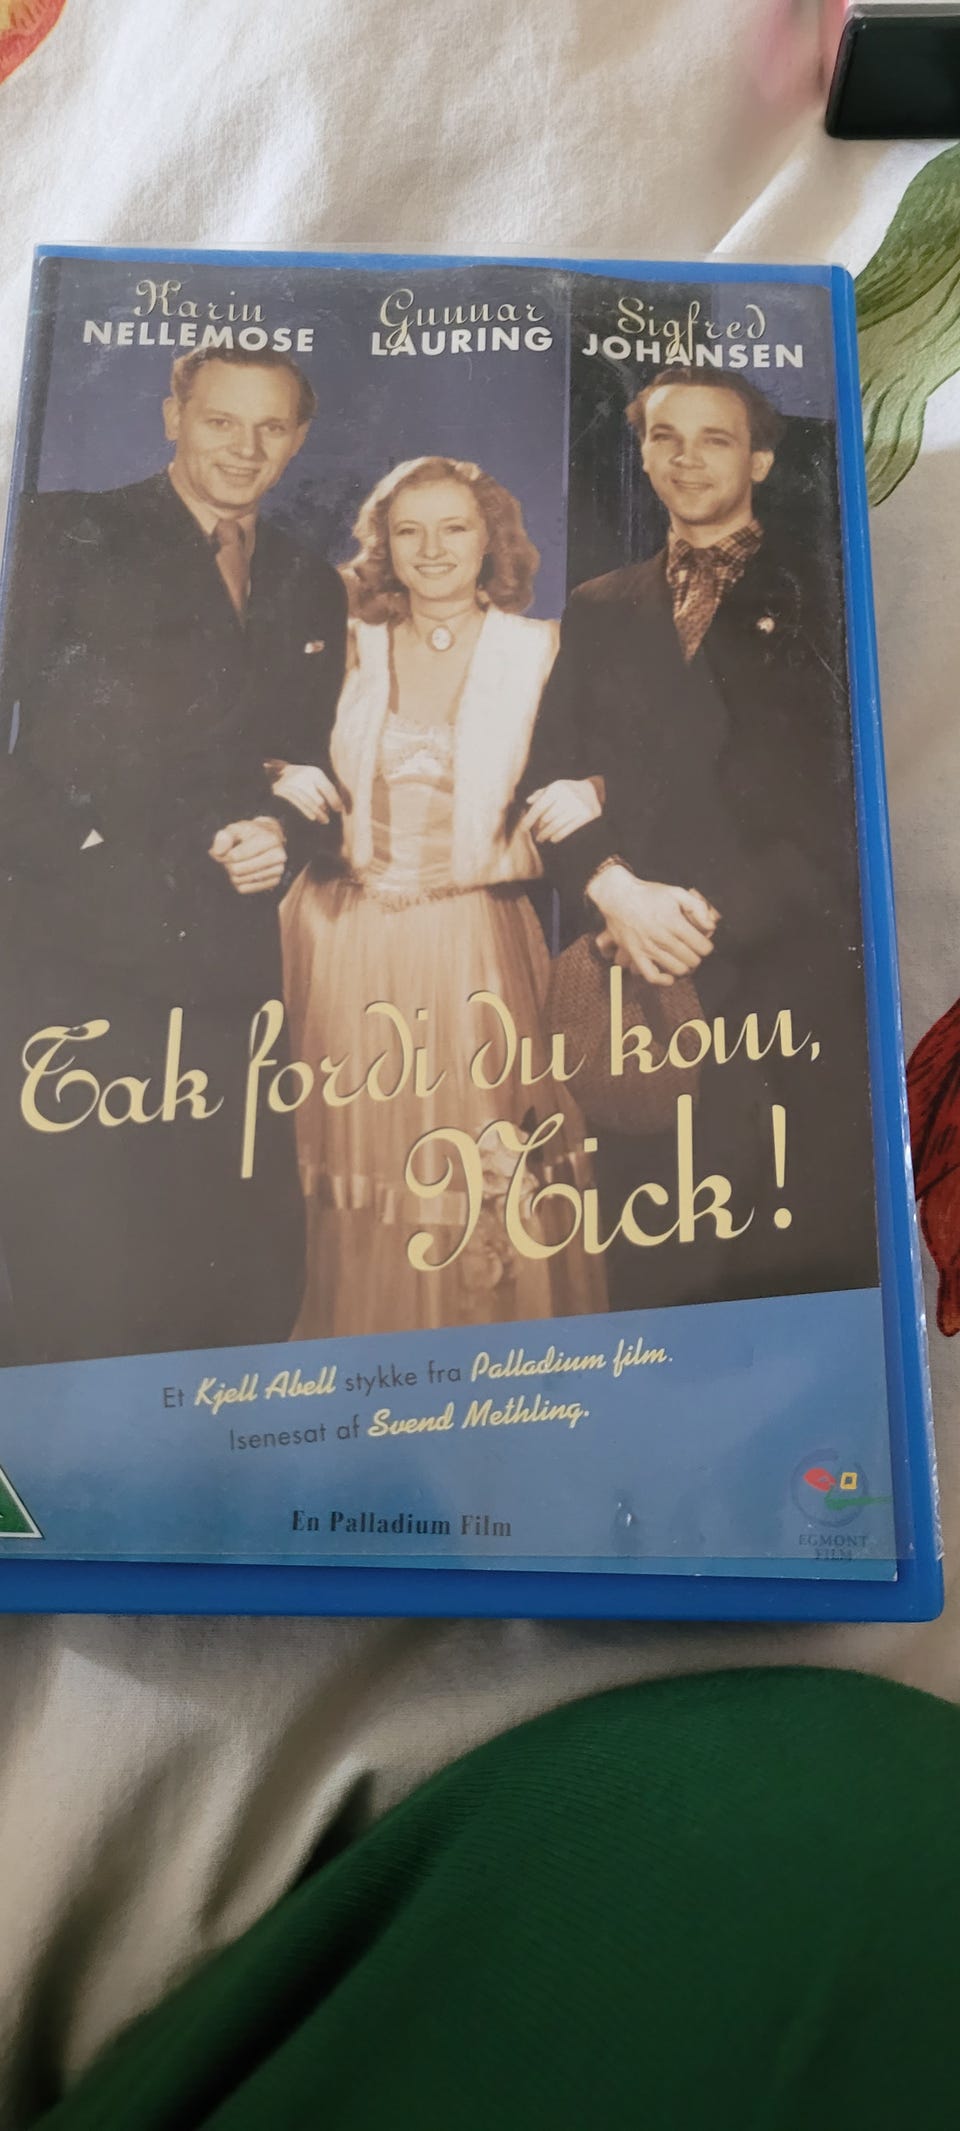 Karin Gunnar Sigfred
NELLEMOSE LAURING JOHANSEN
Tak fordi du kom,
Nick!
Et Kjell Abell stykke fra Palladium film.
Isenesat af Svend Methling.
En Palladium Film
EGMONT
FILM